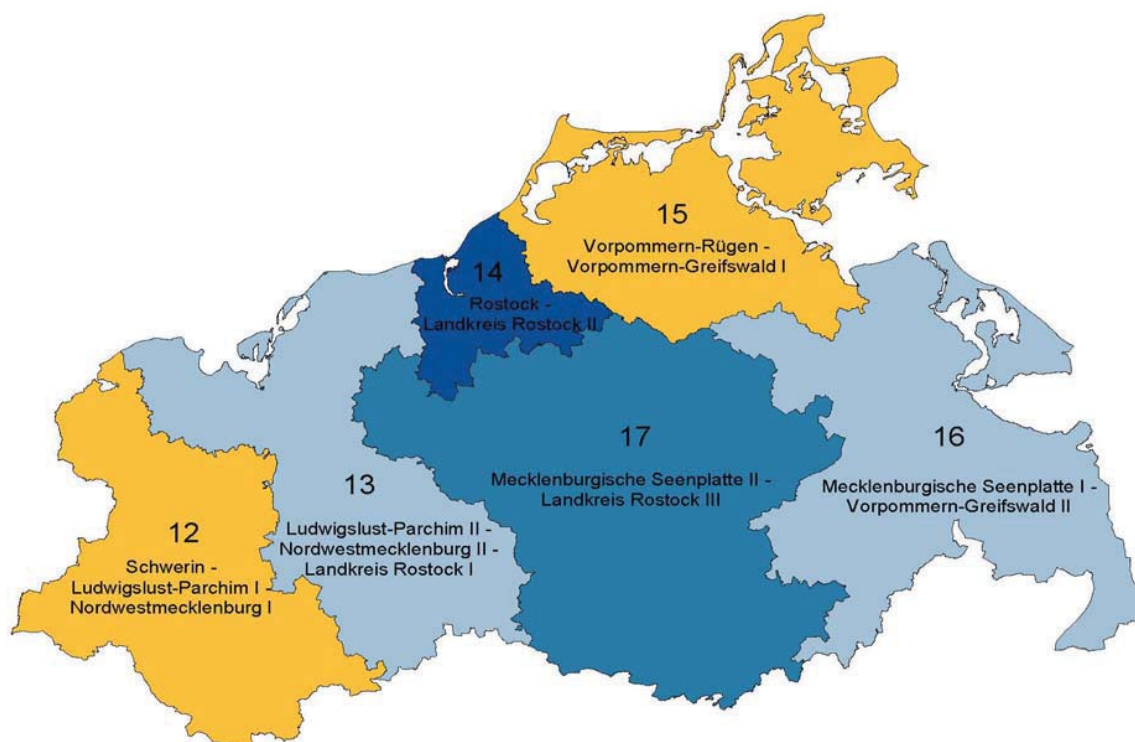 15
Vorpommern-Rügen -
Vorpommern-Greifswald I
14
Rostock -
Landkreis Rostock II
17
Mecklenburgische Seenplatte II -
Landkreis Rostock III
16
Mecklenburgische Seenplatte I -
Vorpommern-Greifswald II
13
Ludwigslust-Parchim II -
Nordwestmecklenburg II -
Landkreis Rostock I
12
Schwerin -
Ludwigslust-Parchim I -
Nordwestmecklenburg I